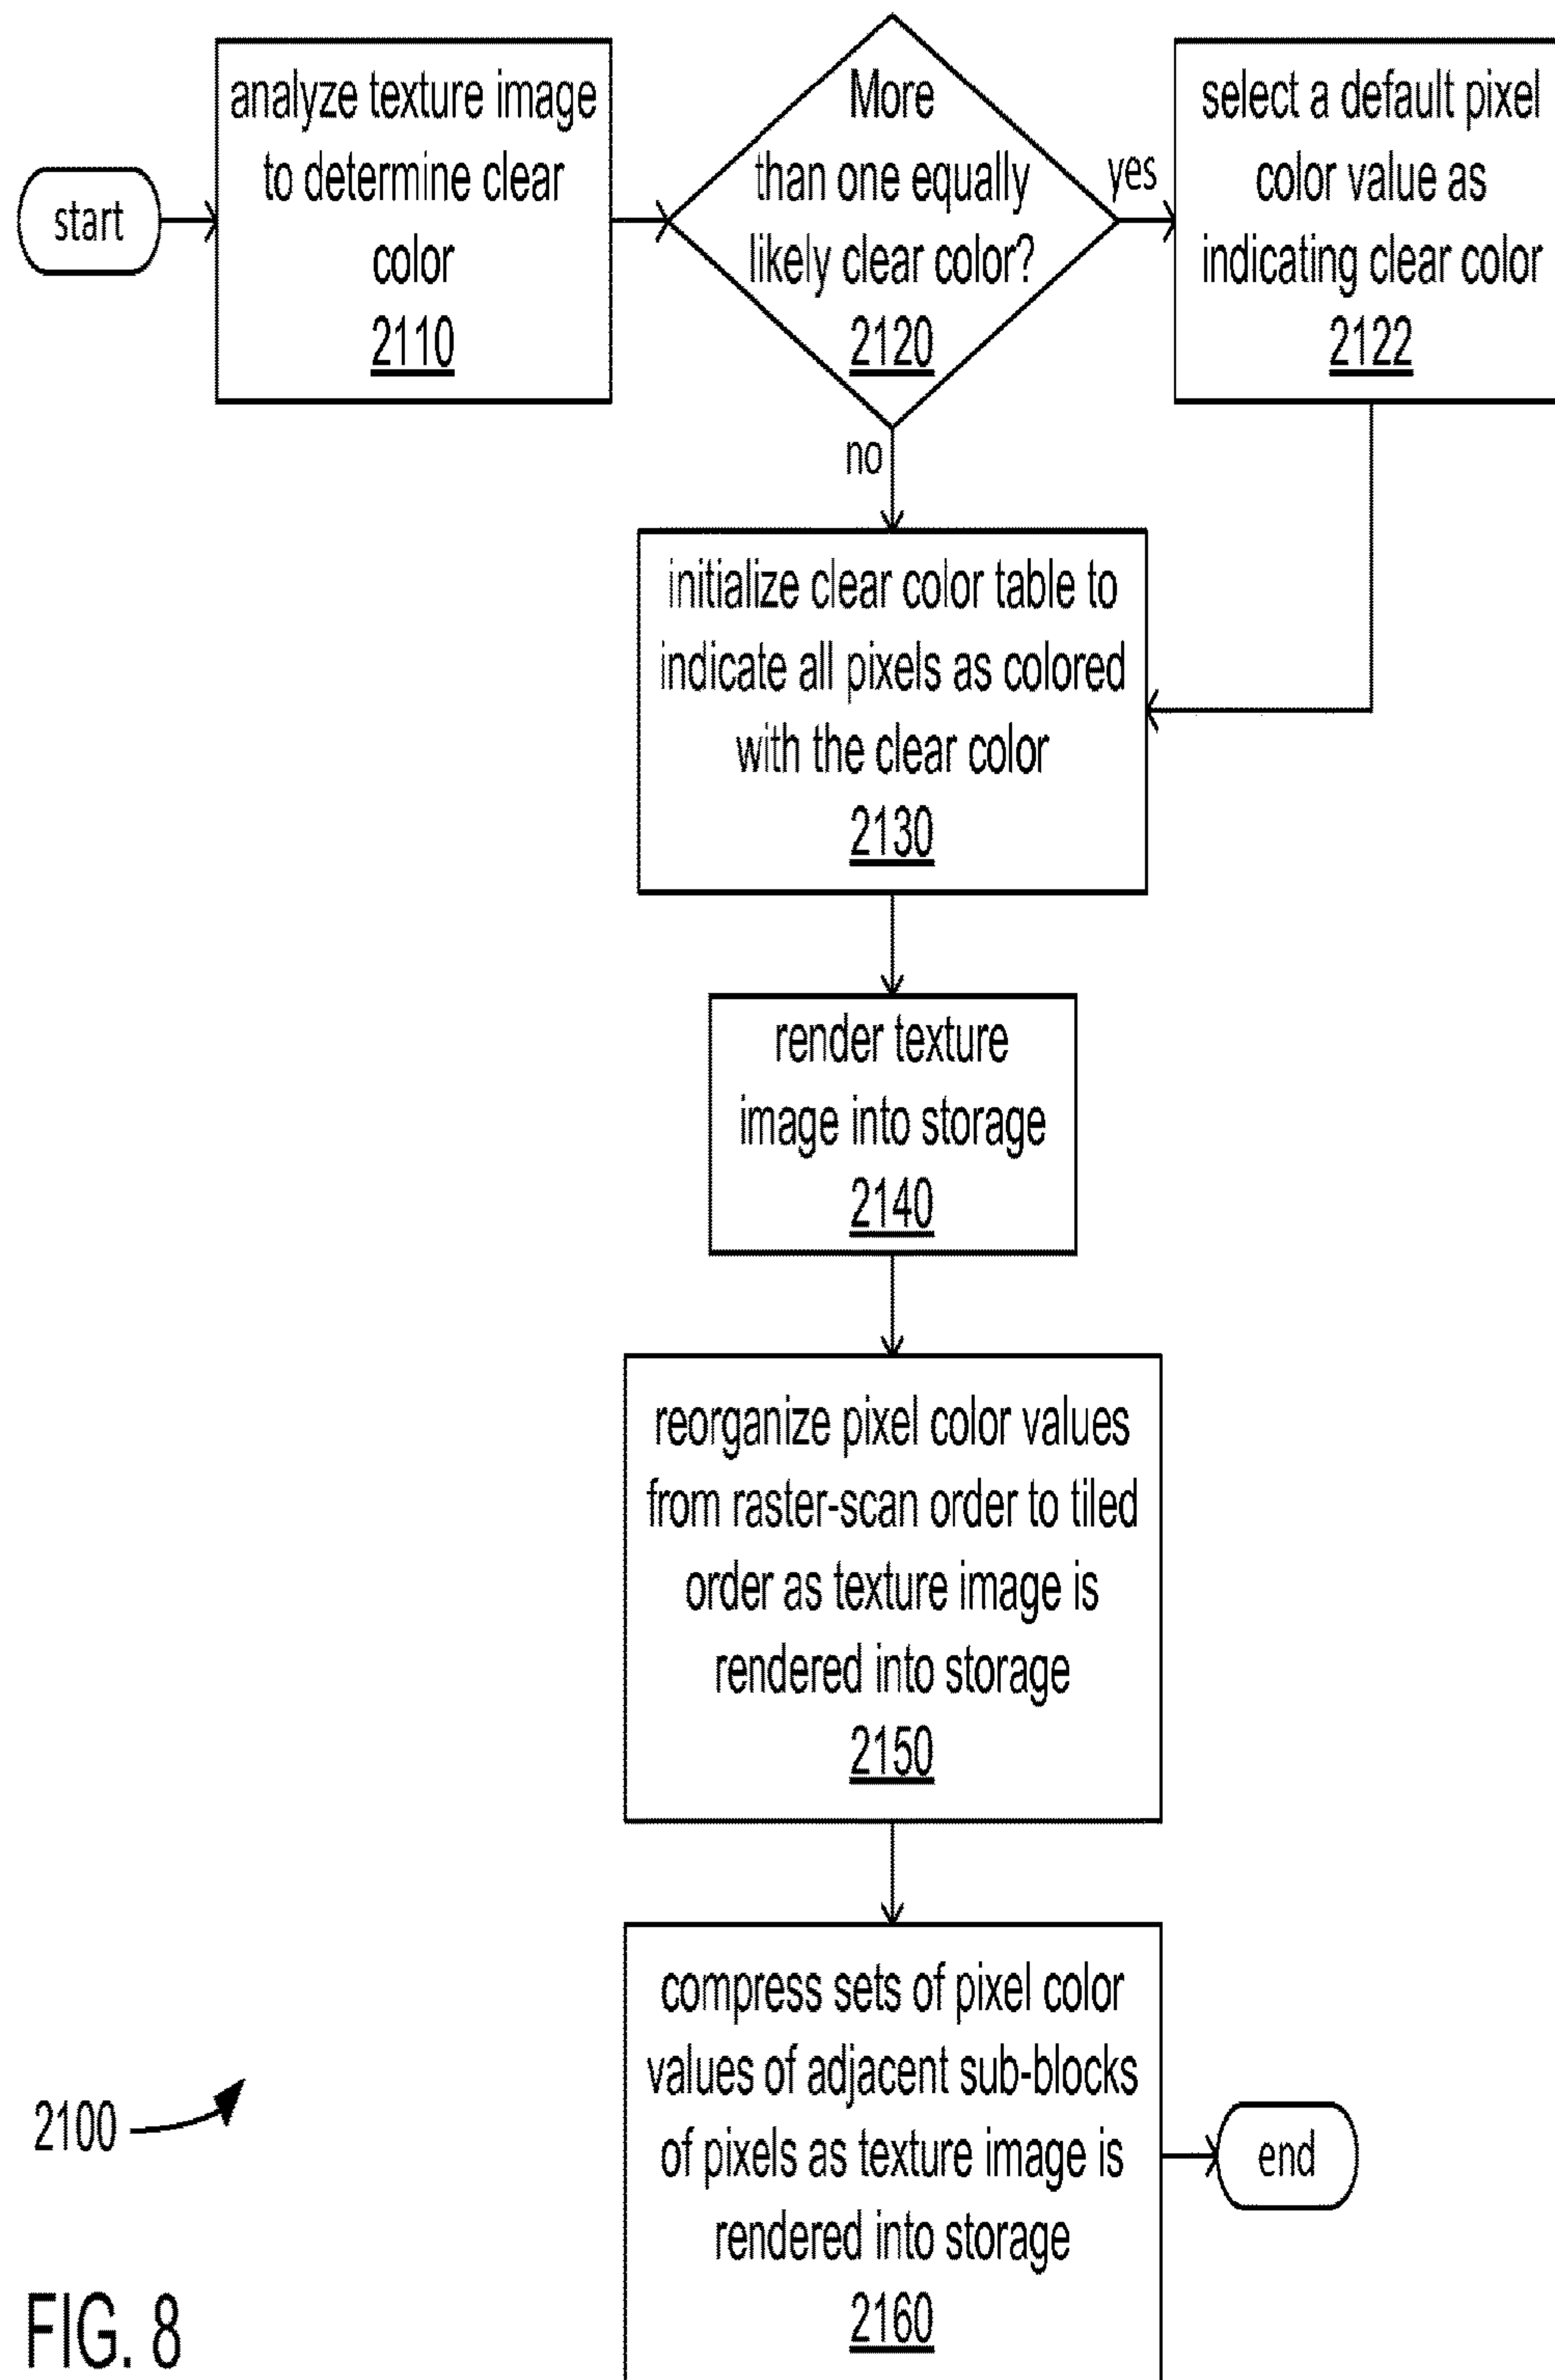 start
analyze texture image
to determine clear
color
2110
More
than one equally
likely clear color?
2120
yes
select a default pixel
color value as
indicating clear color
2122
no
initialize clear color table to
indicate all pixels as colored
with the clear color
2130
render texture
image into storage
2140
reorganize pixel color values
from raster-scan order to tiled
order as texture image is
rendered into storage
2150
compress sets of pixel color
values of adjacent sub-blocks
of pixels as texture image is
rendered into storage
2160
end
2100
FIG. 8